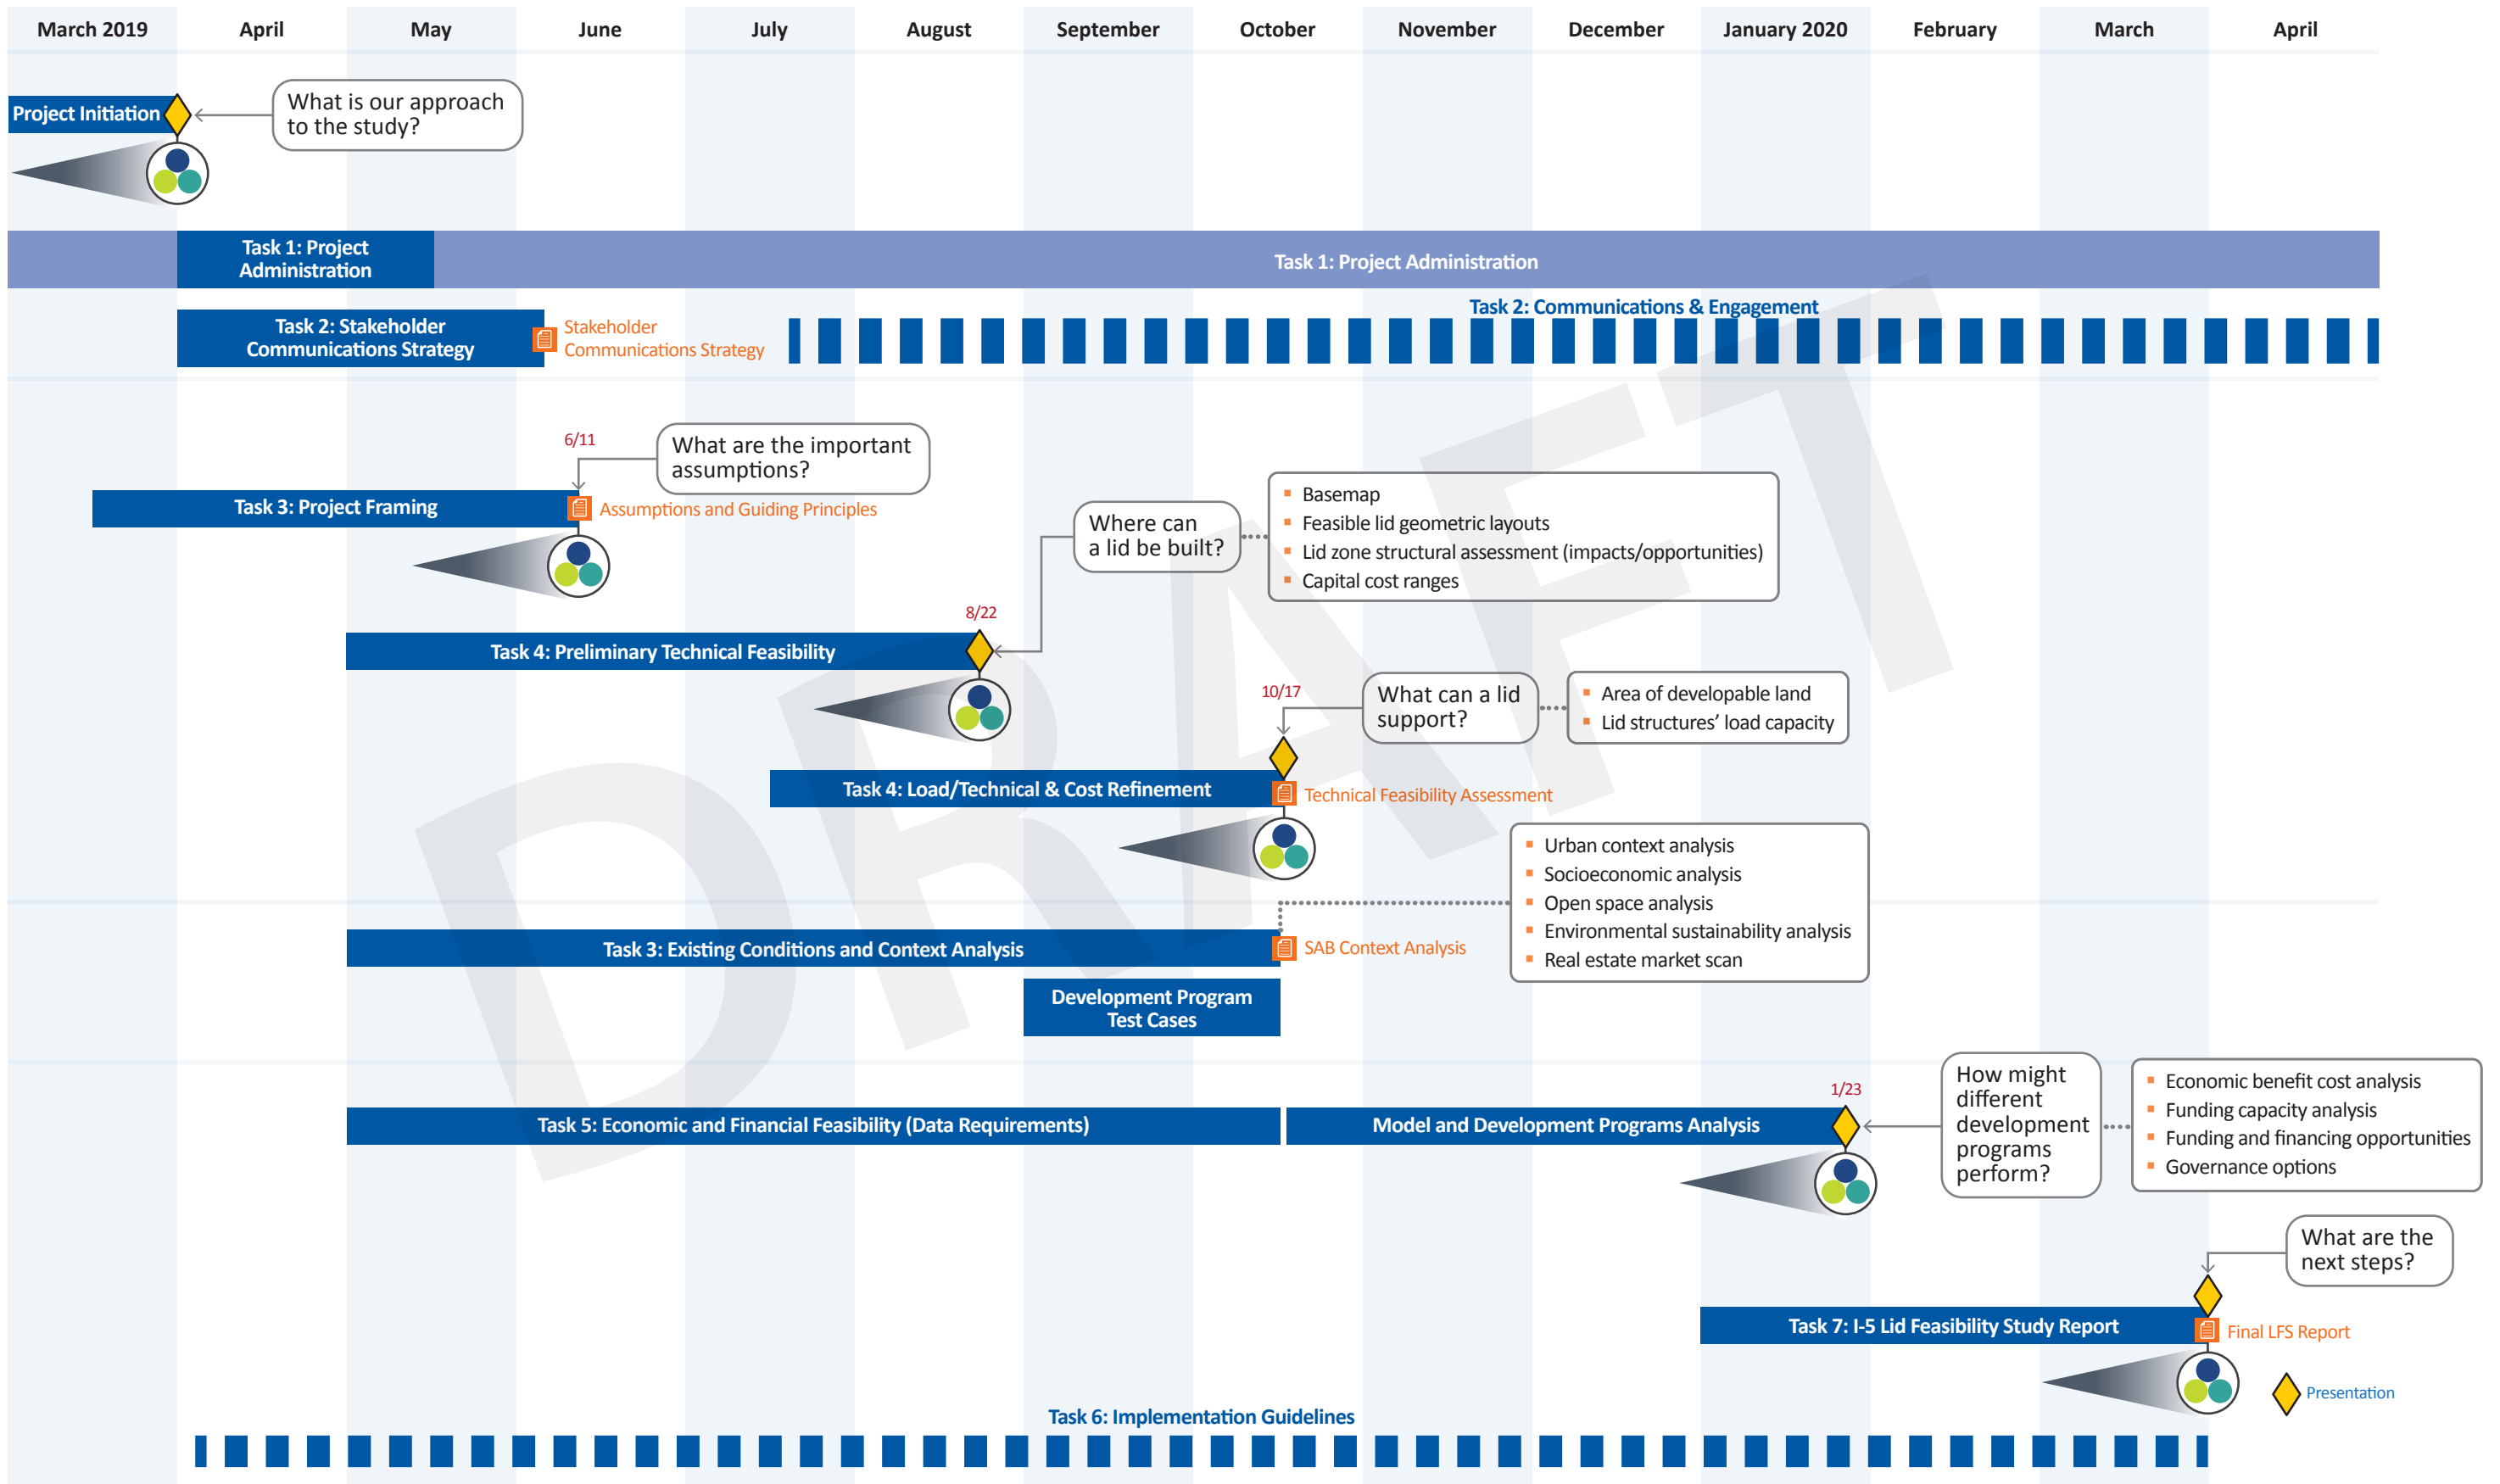 March 2019 April May June July August September October November December January 2020 February March April
Project Initiation
What is our approach
to the study?
Task 1: Project
Administration
Task 1: Project Administration
Task 2: Communications & Engagement
Task 2: Stakeholder
Communications Strategy
Stakeholder
Communications Strategy
6/11
What are the important
assumptions?
Task 3: Project Framing
Assumptions and Guiding Principles
Where can
a lid be built?
Basemap
Feasible lid geometric layouts
Lid zone structural assessment (impacts/opportunities)
Capital cost ranges
8/22
Task 4: Preliminary Technical Feasibility
10/17
What can a lid
support?
Area of developable land
Lid structures’ load capacity
Task 4: Load/Technical & Cost Refinement
Technical Feasibility Assessment
Urban context analysis
Socioeconomic analysis
Open space analysis
Environmental sustainability analysis
Real estate market scan
Task 3: Existing Conditions and Context Analysis
SAB Context Analysis
Development Program
Test Cases
1/23
How might
different
development
programs
perform?
Economic benefit cost analysis
Funding capacity analysis
Funding and financing opportunities
Governance options
Task 5: Economic and Financial Feasibility (Data Requirements)
Model and Development Programs Analysis
What are the
next steps?
Task 7: I-5 Lid Feasibility Study Report
Final LFS Report
Presentation
Task 6: Implementation Guidelines
DRAFT